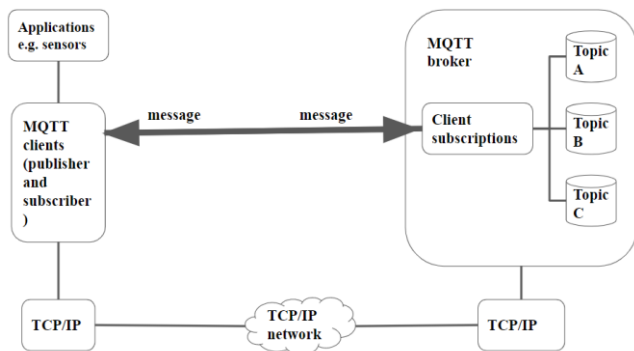 Applications
e.g. sensors
MQTT
broker
Topic
A
message
message
MQTT
clients
(publisher
and
subscriber
)
Client
subscriptions
Topic
B
Topic
C
TCP/IP
TCP/IP
network
TCP/IP